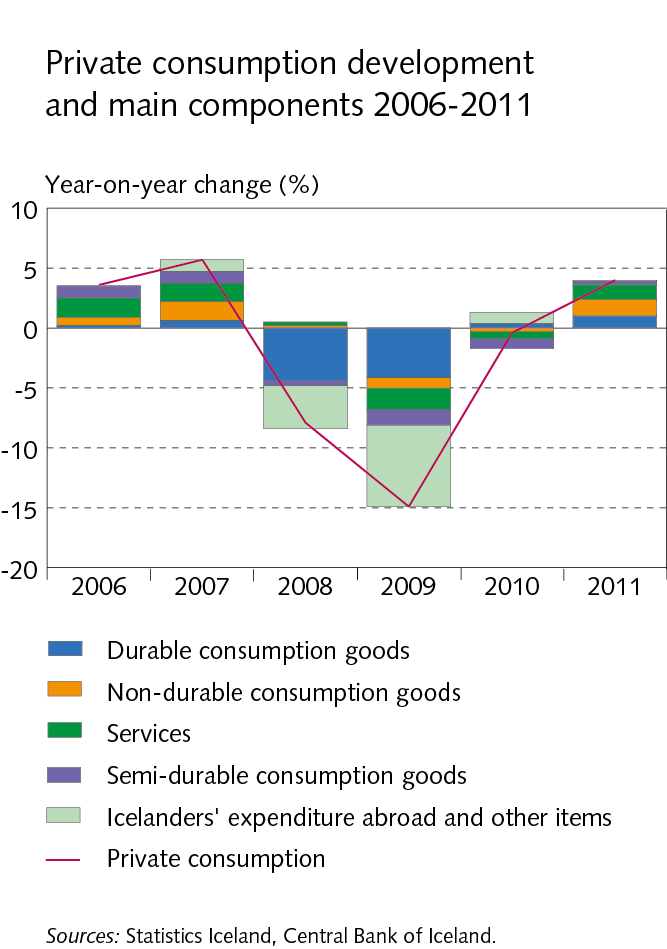 Private consumption development
and main components 2006-2011
Year-on-year change (%)
10
5
0
-5
-10
-15
-20
2006 2007 2008 2009 2010 2011
Durable consumption goods
Non-durable consumption goods
Services
Semi-durable consumption goods
Icelanders' expenditure abroad and other items
Private consumption
Sources: Statistics Iceland, Central Bank of Iceland.